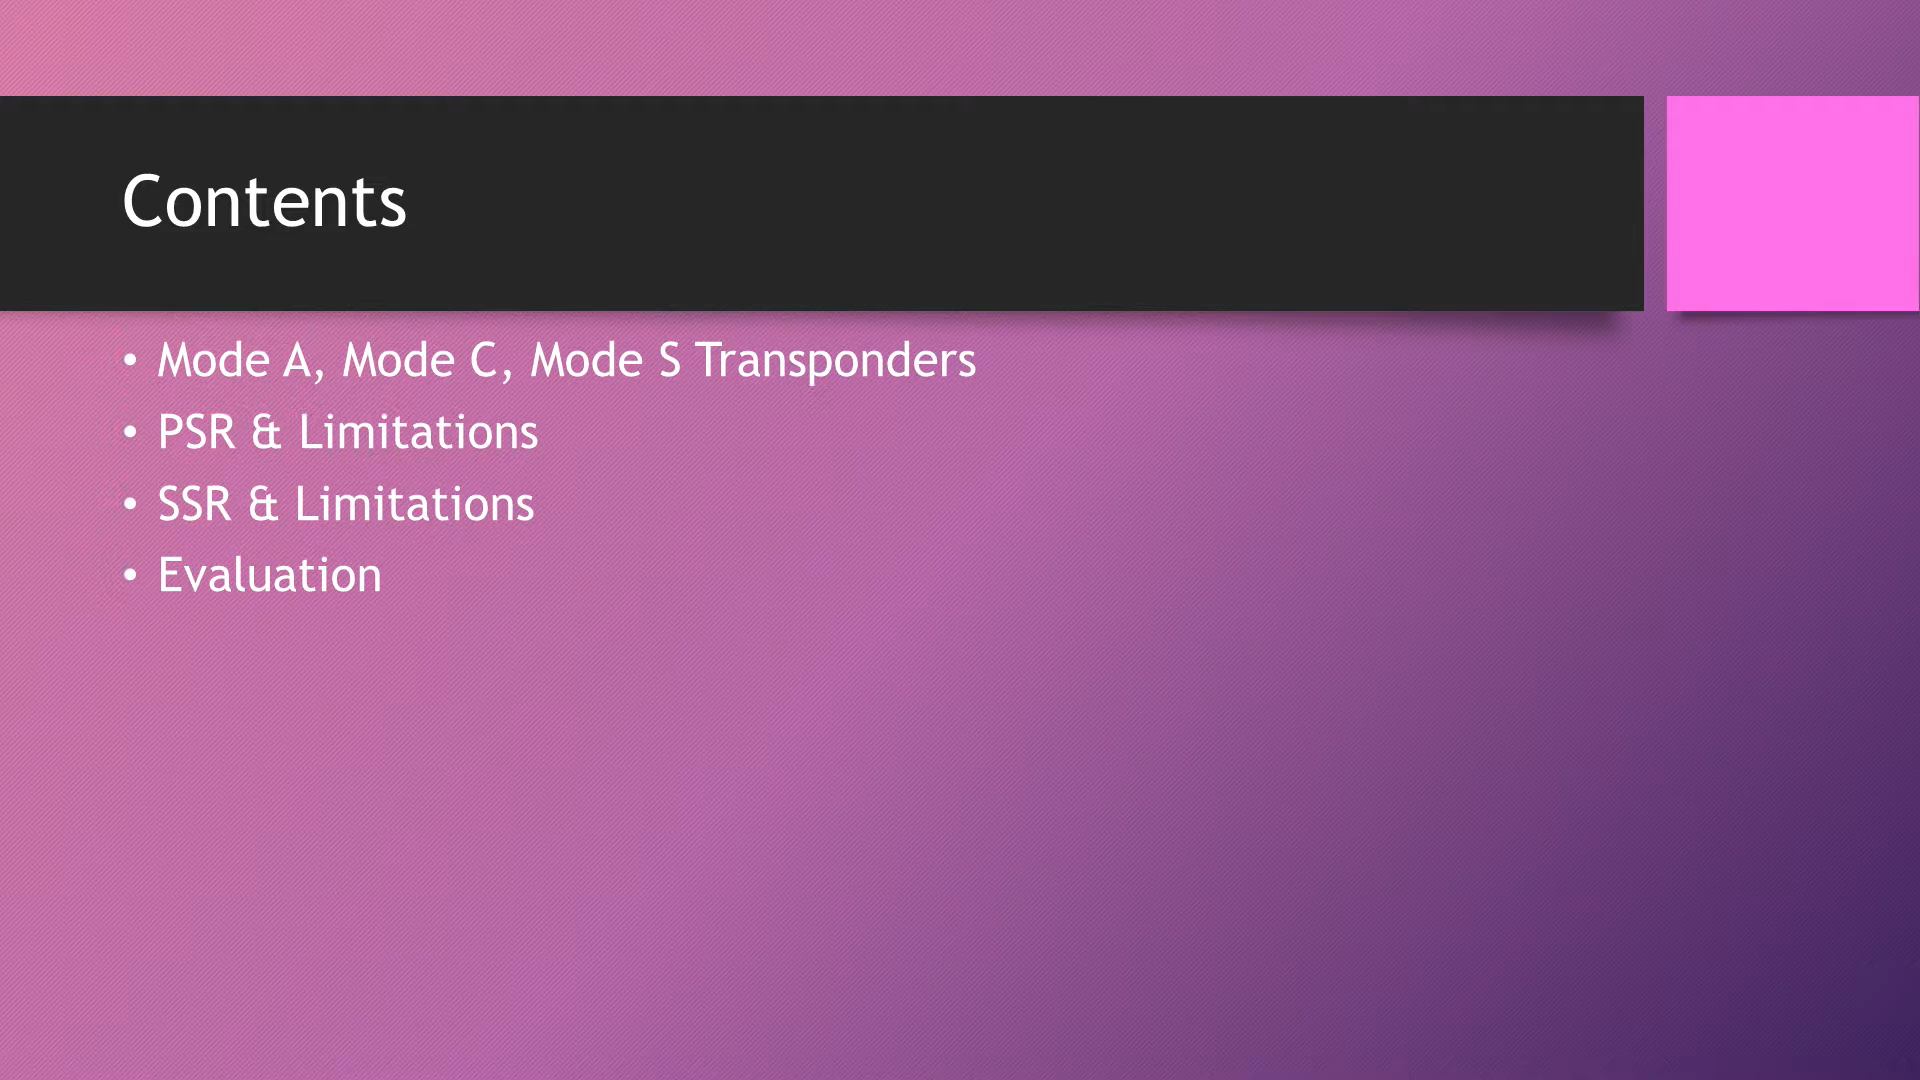 Contents
• Mode A, Mode C, Mode S Transponders
• PSR & Limitations
• SSR & Limitations
• Evaluation